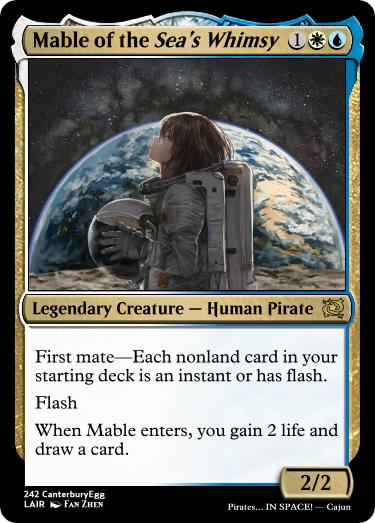 Mable of the Sea's Whimsy 1
Legendary Creature — Human Pirate
First mate—Each nonland card in your
starting deck is an instant or has flash.
Flash
When Mable enters, you gain 2 life and
draw a card.
2/2
242 CanterburyEgg
LAIR Fan Zhen
Pirates... IN SPACE! — Cajun